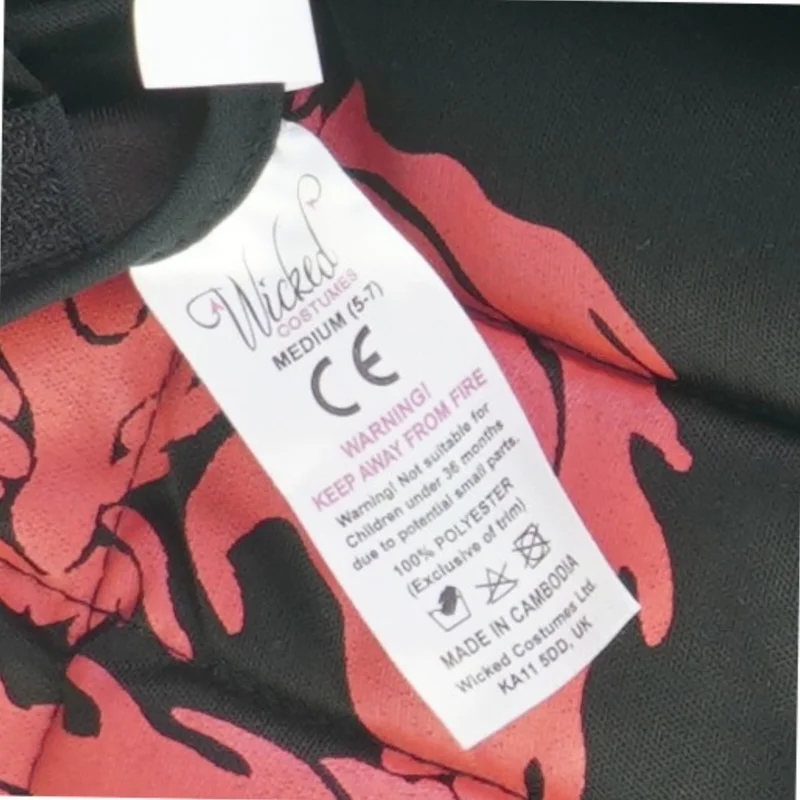 Wicked
COSTUMES
MEDIUM (5-7)
CE
WARNING!
KEEP AWAY FROM FIRE
Warning! Not suitable for
Children under 36 months
due to potential small parts.
100% POLYESTER
(Exclusive of trim)
MADE IN CAMBODIA
Wicked Costumes Ltd.
KA11 5DD, UK